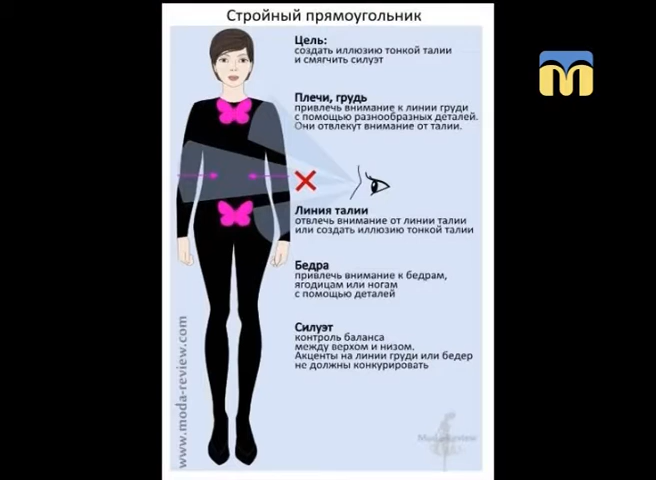 Стройный прямоугольник
Цель:
создать иллюзию тонкой талии
и смягчить силуэт
Плечи, грудь
привлечь внимание к линии груди
с помощью разнообразных деталей.
Они отвлекут внимание от талии.
Линия талии
отвлечь внимание от линии талии
или создать иллюзию тонкой талии
Бедра
привлечь внимание к бедрам,
ягодицам или ногам
с помощью деталей
Силуэт
контроль баланса
между верхом и низом.
Акценты на линии груди или бедер
не должны конкурировать
www.moda-review.com
Moda-Review